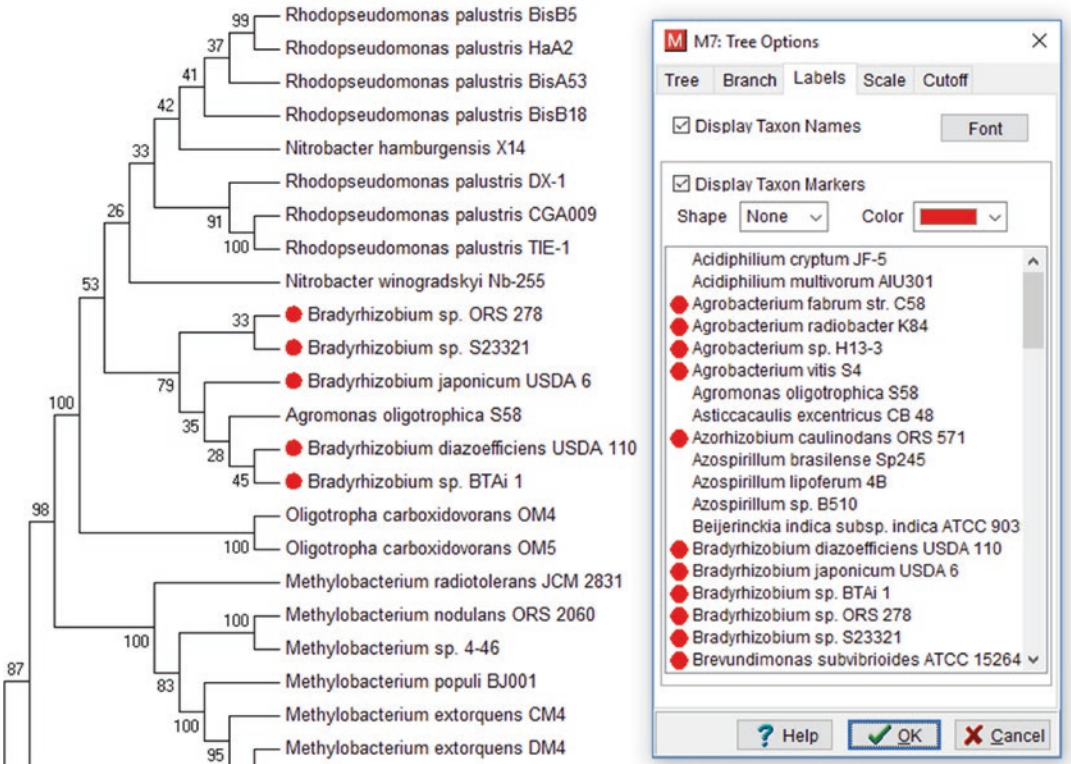 Rhodopseudomonas palustris BisB5
99
Rhodopseudomonas palustris HaA2
37
Rhodopseudomonas palustris BisA53
41
Rhodopseudomonas palustris BisB18
42
Nitrobacter hamburgensis X14
33
Rhodopseudomonas palustris DX-1
91
Rhodopseudomonas palustris CGA009
100
Rhodopseudomonas palustris TIE-1
26
Nitrobacter winogradskyi Nb-255
53
Bradyrhizobium sp. ORS 278
33
Bradyrhizobium sp. S23321
79
Bradyrhizobium japonicum USDA 6
35
Agromonas oligotrophica S58
28
Bradyrhizobium diazoefficiens USDA 110
45
Bradyrhizobium sp. BTAi 1
100
Oligotropha carboxidovorans OM4
100
Oligotropha carboxidovorans OM5
98
Methylobacterium radiotolerans JCM 2831
100
Methylobacterium nodulans ORS 2060
100
Methylobacterium sp. 4-46
83
Methylobacterium populi BJ001
100
Methylobacterium extorquens CM4
95
Methylobacterium extorquens DM4
87
M M7: Tree Options
Tree Branch Labels Scale Cutoff
Display Taxon Names Font
Display Taxon Markers
Shape None Color
Acidiphilium cryptum JF-5
Acidiphilium multivorum AIU301
Agrobacterium fabrum str. C58
Agrobacterium radiobacter K84
Agrobacterium sp. H13-3
Agrobacterium vitis S4
Agromonas oligotrophica S58
Asticcacaulis excentricus CB 48
Azorhizobium caulinodans ORS 571
Azospirillum brasilense Sp245
Azospirillum lipoferum 4B
Azospirillum sp. B510
Beijerinckia indica subsp. indica ATCC 903
Bradyrhizobium diazoefficiens USDA 110
Bradyrhizobium japonicum USDA 6
Bradyrhizobium sp. BTAi 1
Bradyrhizobium sp. ORS 278
Bradyrhizobium sp. S23321
Brevundimonas subvibrioides ATCC 15264
? Help OK Cancel